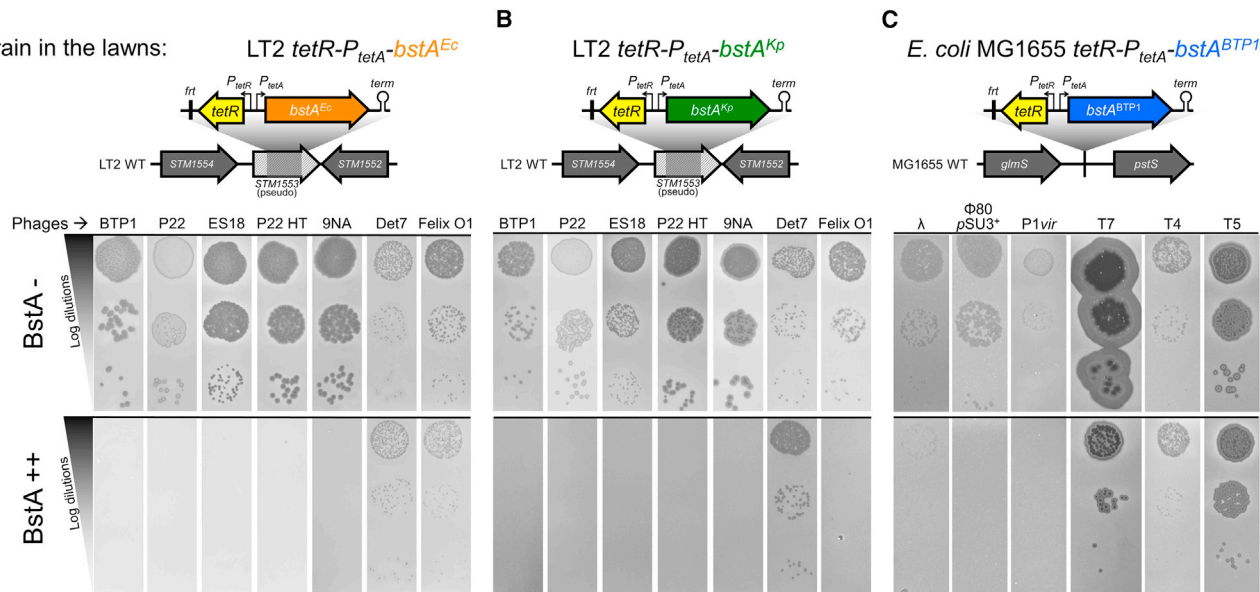 B
C
rain in the lawns:
LT2 tetR-PtetA-bstAEc
LT2 tetR-PtetA-bstAKp
E. coli MG1655 tetR-PtetA-bstABTP1
frt
PtetR
PtetA
term
tetR
bstAEc
LT2 WT
STM1554
STM1553
(pseudo)
STM1552
frt
PtetR
PtetA
term
tetR
bstAKp
LT2 WT
STM1554
STM1553
(pseudo)
STM1552
frt
PtetR
PtetA
term
tetR
bstABTP1
MG1655 WT
glmS
pstS
Phages → BTP1 P22 ES18 P22 HT 9NA Det7 Felix O1
BTP1 P22 ES18 P22 HT 9NA Det7 Felix O1
λ Φ80 pSU3+ P1vir T7 T4 T5
BstA -
Log dilutions
BstA ++
Log dilutions